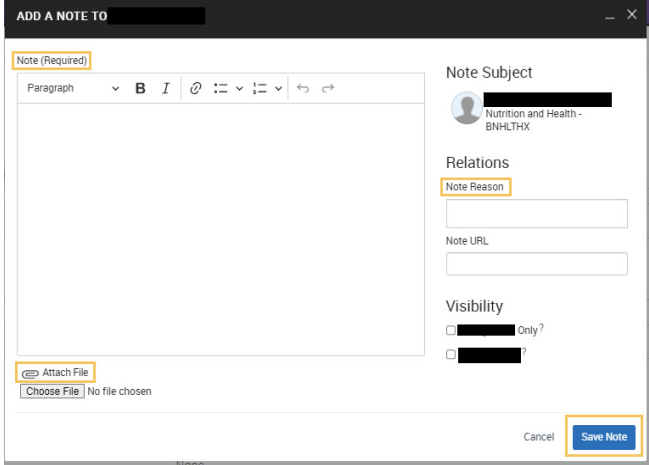 ADD A NOTE TO
Note (Required)
Paragraph B I
Attach File
Choose File No file chosen
Note Subject
Nutrition and Health -
BNHLTHX
Relations
Note Reason
Note URL
Visibility
Only?
?
Cancel Save Note